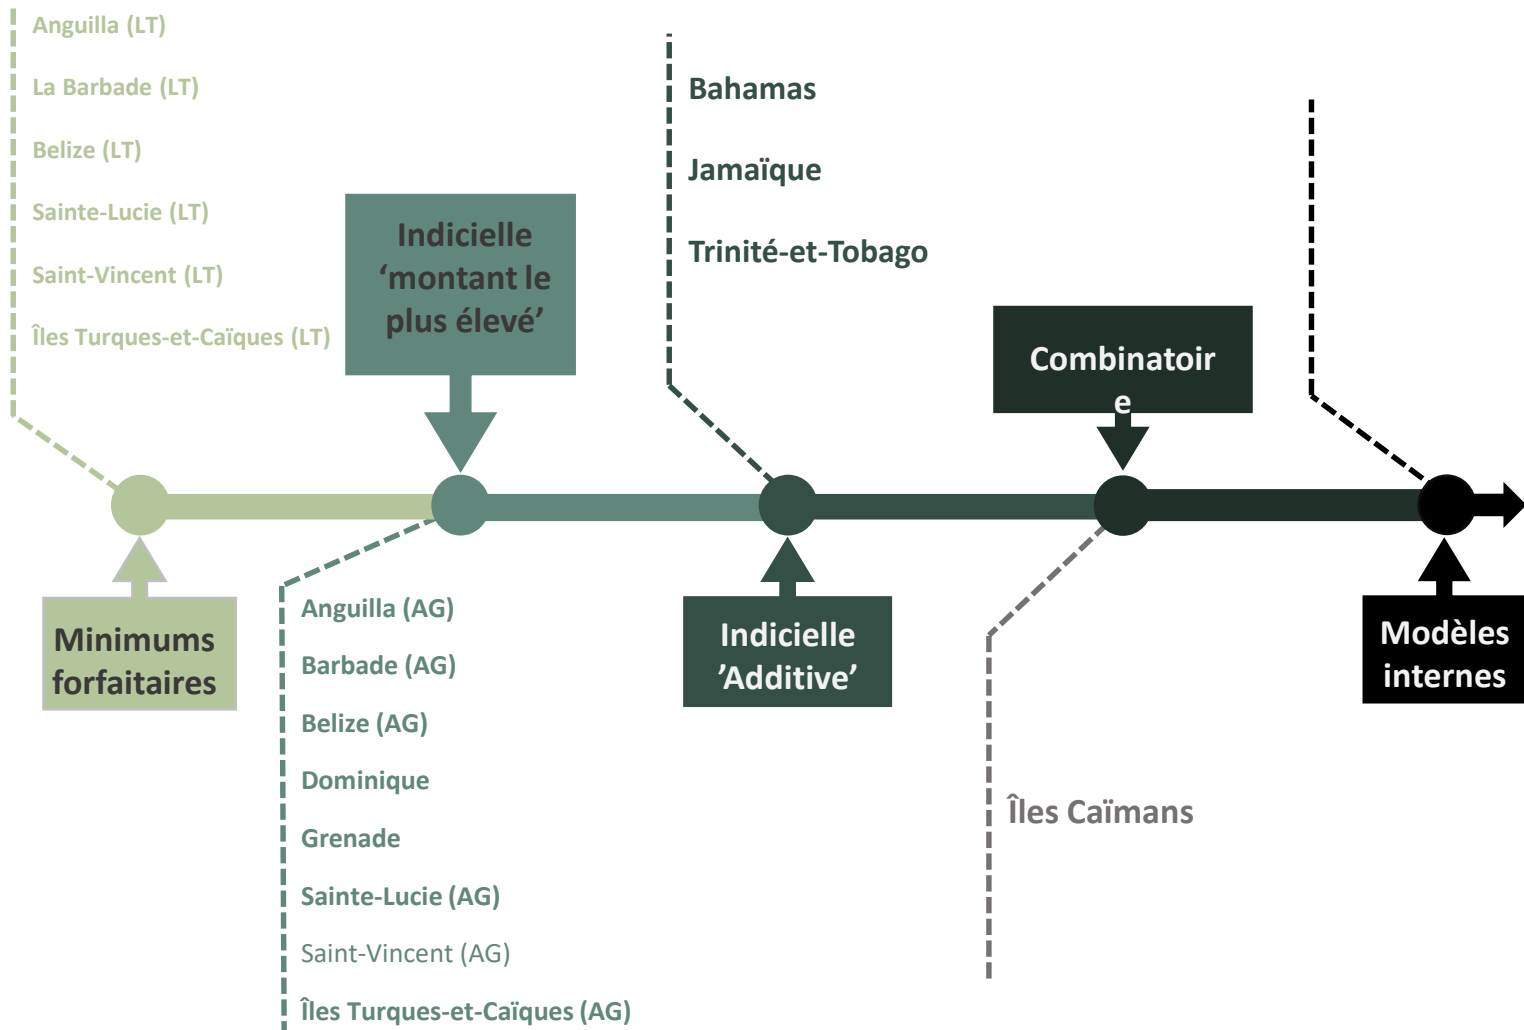 Anguilla (LT)
La Barbade (LT)
Belize (LT)
Sainte-Lucie (LT)
Saint-Vincent (LT)
Îles Turques-et-Caïques (LT)
Indicielle
‘montant le
plus élevé’
Bahamas
Jamaïque
Trinité-et-Tobago
Combinatoir
e
Minimums
forfaitaires
Anguilla (AG)
Barbade (AG)
Belize (AG)
Dominique
Grenade
Sainte-Lucie (AG)
Saint-Vincent (AG)
Îles Turques-et-Caïques (AG)
Indicielle
’Additive’
Îles Caïmans
Modèles
internes